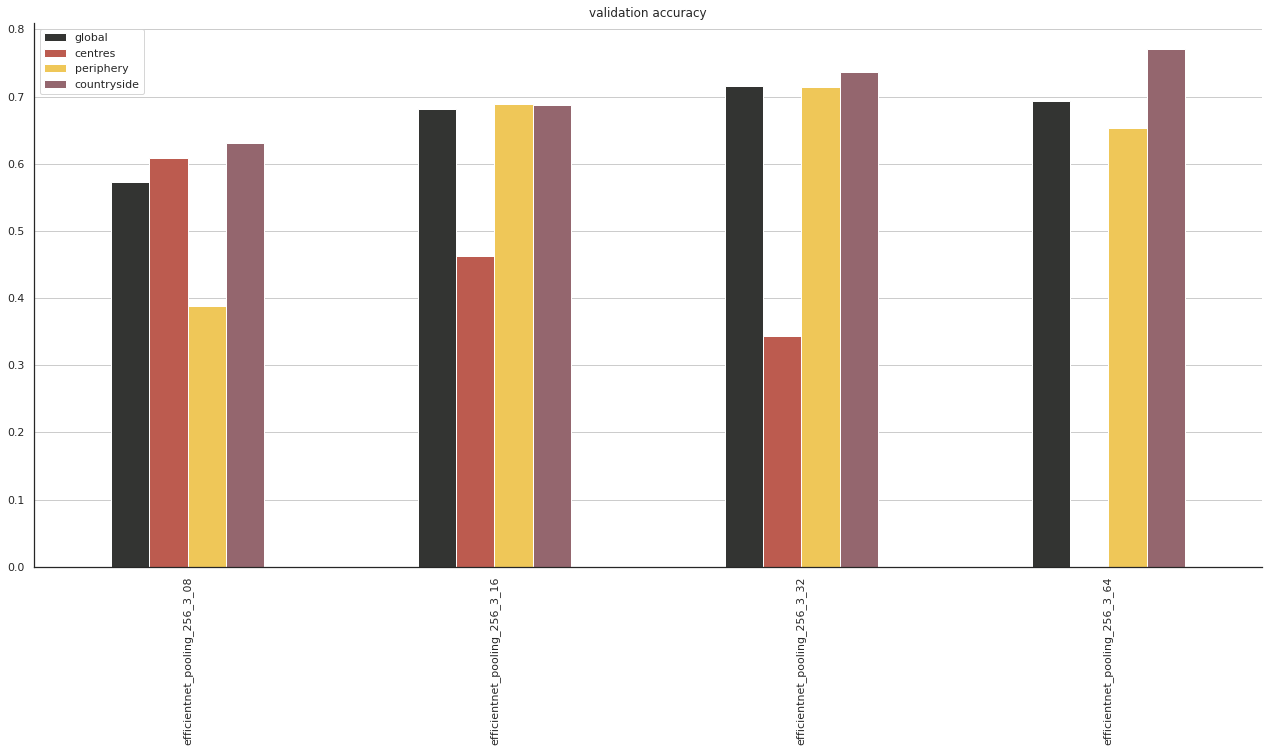 validation accuracy
global
centres
periphery
countryside
0.8
0.7
0.6
0.5
0.4
0.3
0.2
0.1
0.0
efficientnet_pooling_256_3_08
efficientnet_pooling_256_3_16
efficientnet_pooling_256_3_32
efficientnet_pooling_256_3_64